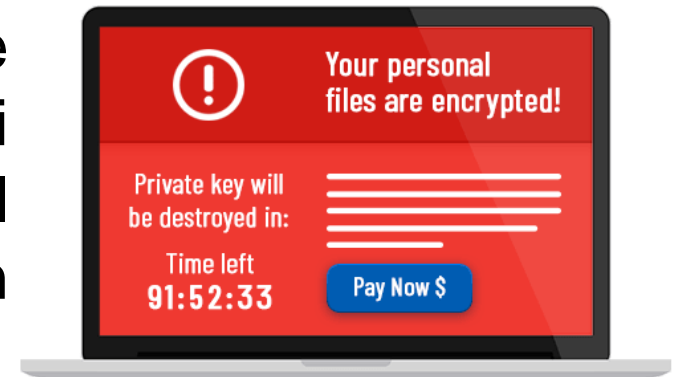 Your personal
files are encrypted!
Private key will
be destroyed in:
Time left
91:52:33
Pay Now $